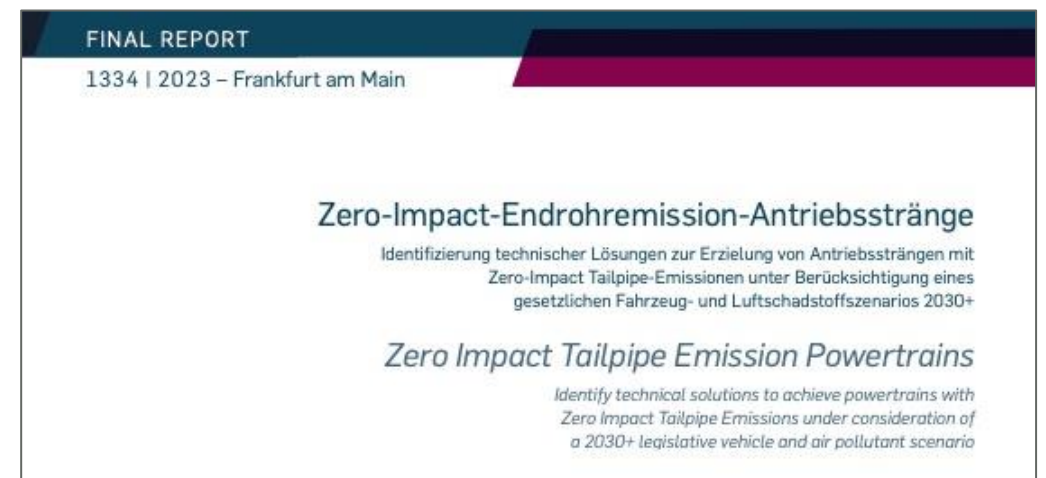 FINAL REPORT
1334 | 2023 – Frankfurt am Main
Zero-Impact-Endrohremission-Antriebsstränge
Identifizierung technischer Lösungen zur Erzielung von Antriebssträngen mit
Zero-Impact Tailpipe-Emissionen unter Berücksichtigung eines
gesetzlichen Fahrzeug- und Luftschadstoffszenarios 2030+
Zero Impact Tailpipe Emission Powertrains
Identify technical solutions to achieve powertrains with
Zero Impact Tailpipe Emissions under consideration of
a 2030+ legislative vehicle and air pollutant scenario